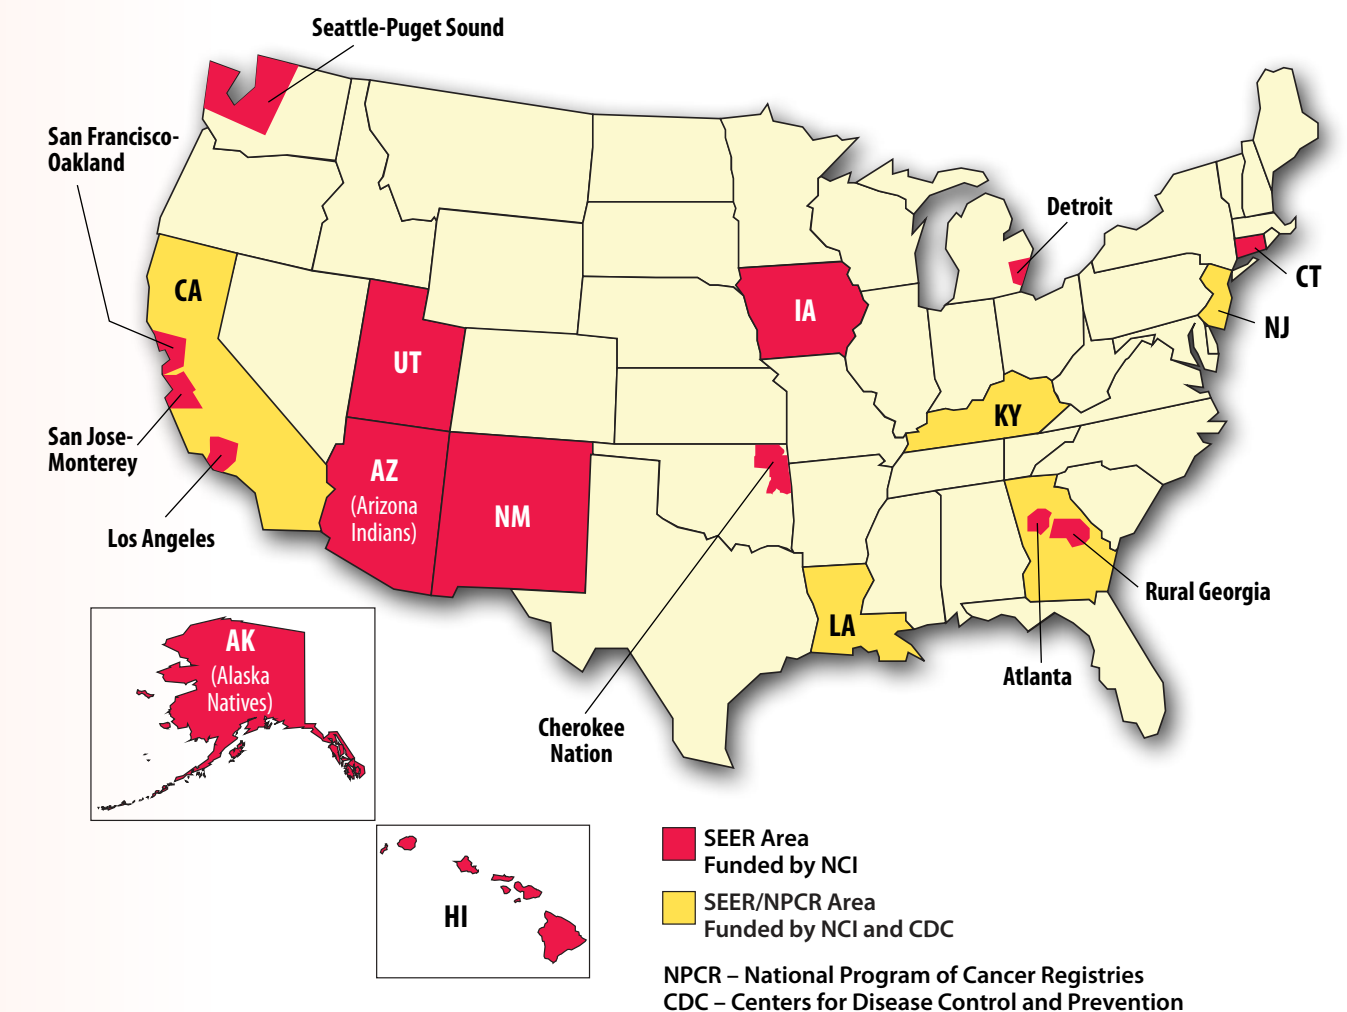 Seattle-Puget Sound
San Francisco-
Oakland
Detroit
CA
CT
IA
NJ
UT
KY
San Jose-
Monterey
AZ
(Arizona
Indians)
NM
Los Angeles
Rural Georgia
LA
AK
(Alaska
Natives)
Atlanta
Cherokee
Nation
HI
SEER Area
Funded by NCI
SEER/NPCR Area
Funded by NCI and CDC
NPCR – National Program of Cancer Registries
CDC – Centers for Disease Control and Prevention